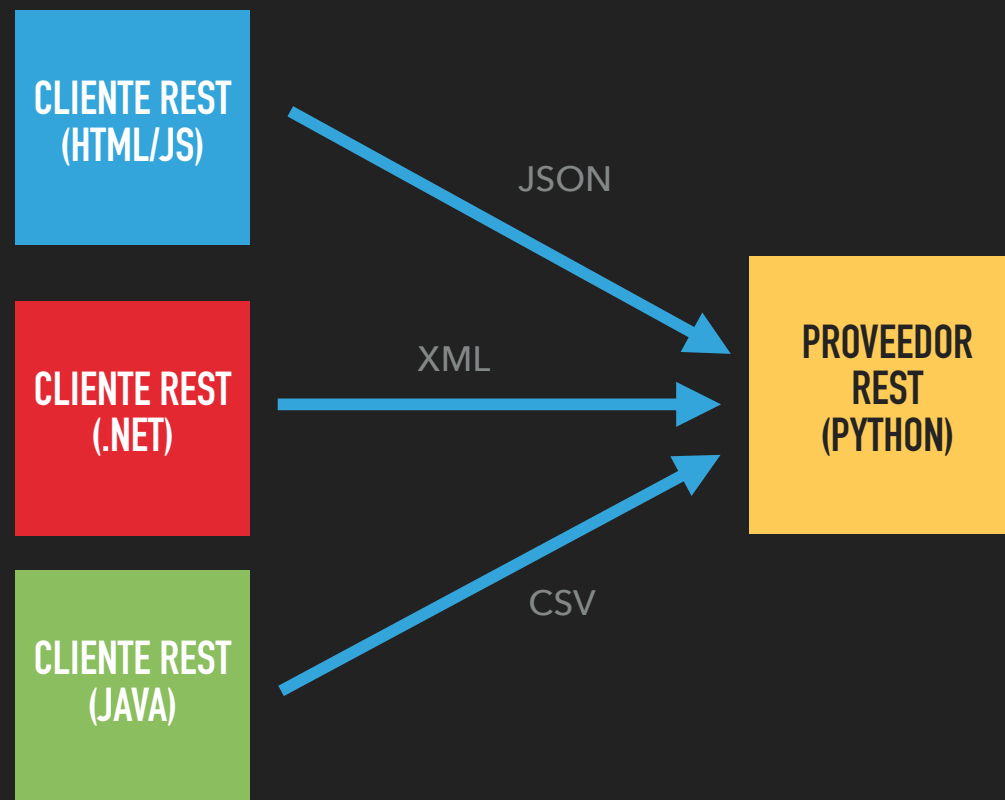 CLIENTE REST
(HTML/JS)
JSON
CLIENTE REST
(.NET)
XML
PROVEEDOR
REST
(PYTHON)
CLIENTE REST
(JAVA)
CSV